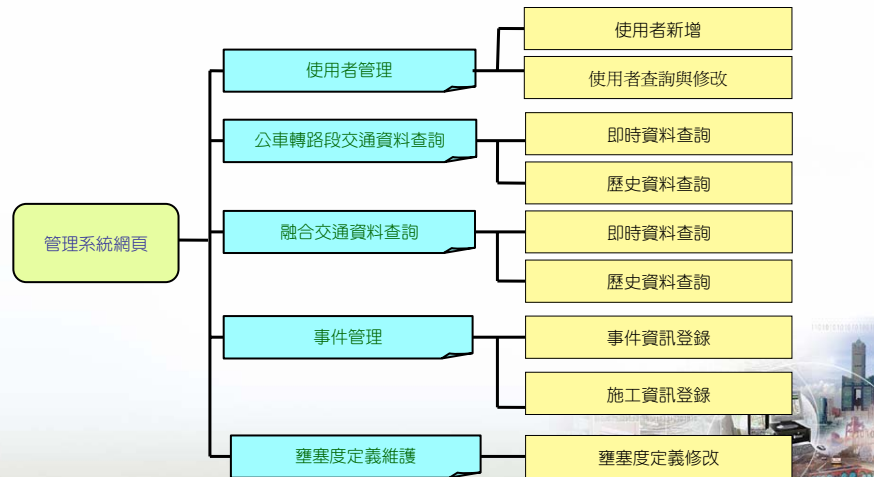 管理系統網頁
使用者管理
使用者新增
使用者查詢與修改
公車轉路段交通資料查詢
即時資料查詢
歷史資料查詢
融合交通資料查詢
即時資料查詢
歷史資料查詢
事件管理
事件資訊登錄
施工資訊登錄
壅塞度定義維護
壅塞度定義修改